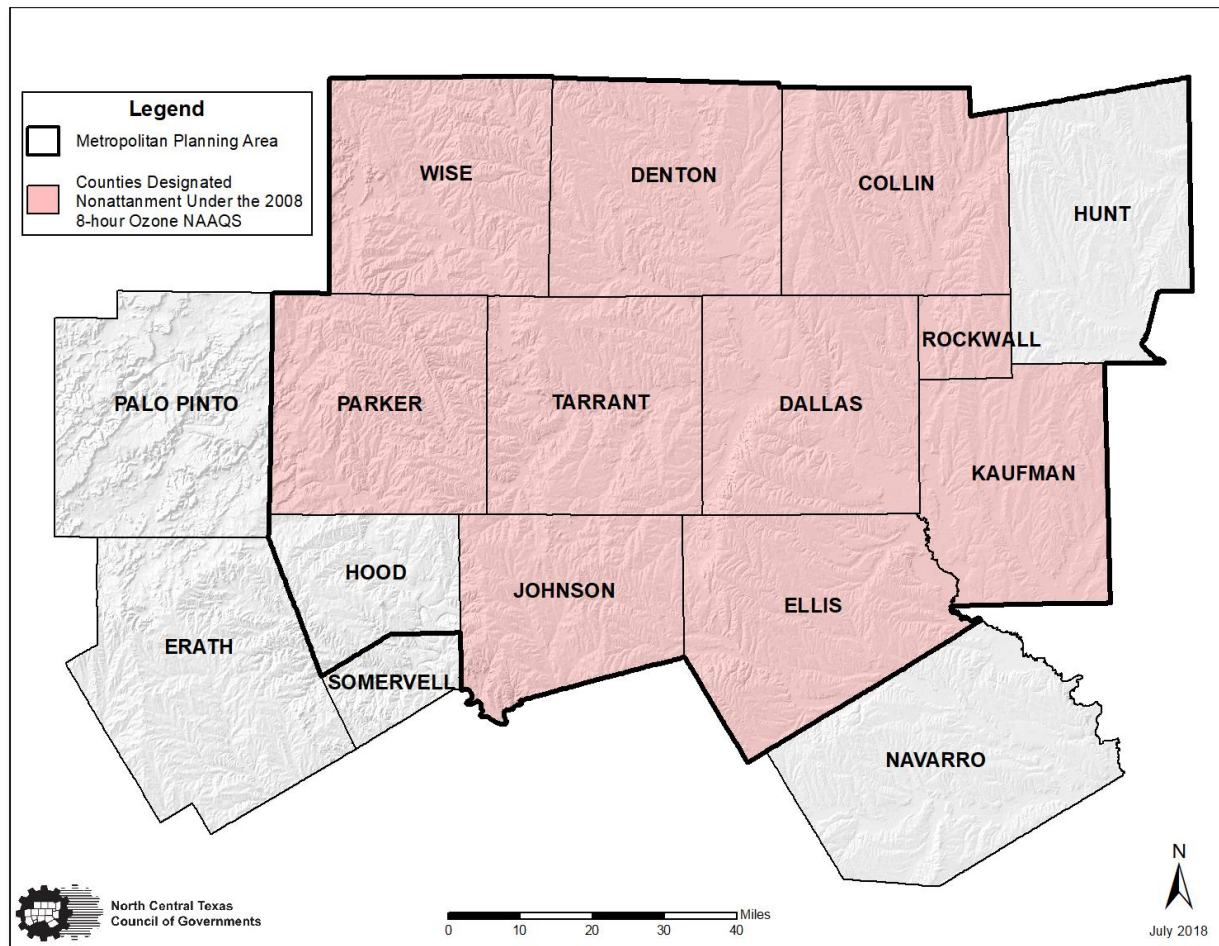 Legend
Metropolitan Planning Area
Counties Designated
Nonattanment Under the 2008
8-hour Ozone NAAQS
WISE
DENTON
COLLIN
HUNT
PALO PINTO
PARKER
TARRANT
DALLAS
ROCKWALL
KAUFMAN
ERATH
HOOD
SOMERVELL
JOHNSON
ELLIS
NAVARRO
North Central Texas
Council of Governments
Miles
0 10 20 30 40
N
July 2018